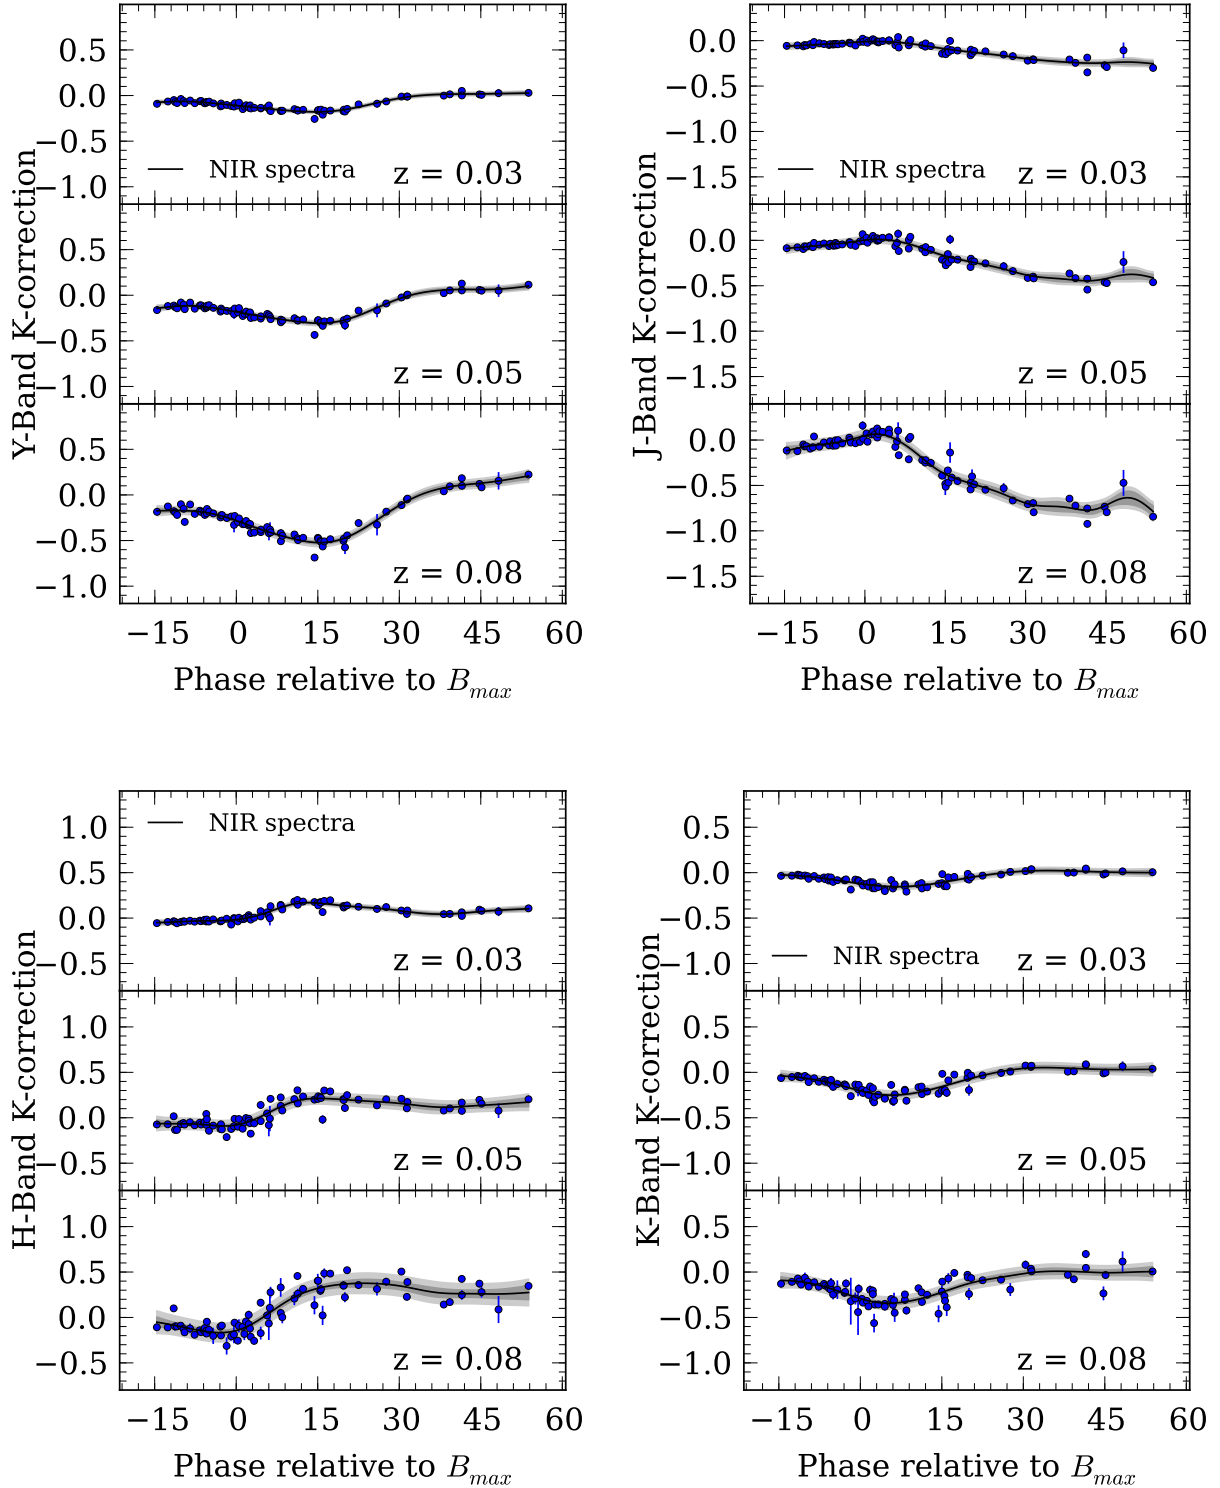 Y-Band K-correction
0.5
0.0
−0.5
−1.0
NIR spectra
z = 0.03
0.5
0.0
−0.5
−1.0
z = 0.05
0.5
0.0
−0.5
−1.0
z = 0.08
−15 0 15 30 45 60
Phase relative to B_max
J-Band K-correction
0.0
−0.5
−1.0
−1.5
NIR spectra
z = 0.03
0.0
−0.5
−1.0
−1.5
z = 0.05
0.0
−0.5
−1.0
−1.5
z = 0.08
−15 0 15 30 45 60
Phase relative to B_max
H-Band K-correction
1.0
NIR spectra
0.5
0.0
−0.5
z = 0.03
1.0
0.5
0.0
−0.5
z = 0.05
1.0
0.5
0.0
−0.5
z = 0.08
−15 0 15 30 45 60
Phase relative to B_max
K-Band K-correction
0.5
0.0
−0.5
−1.0
NIR spectra
z = 0.03
0.5
0.0
−0.5
−1.0
z = 0.05
0.5
0.0
−0.5
−1.0
z = 0.08
−15 0 15 30 45 60
Phase relative to B_max